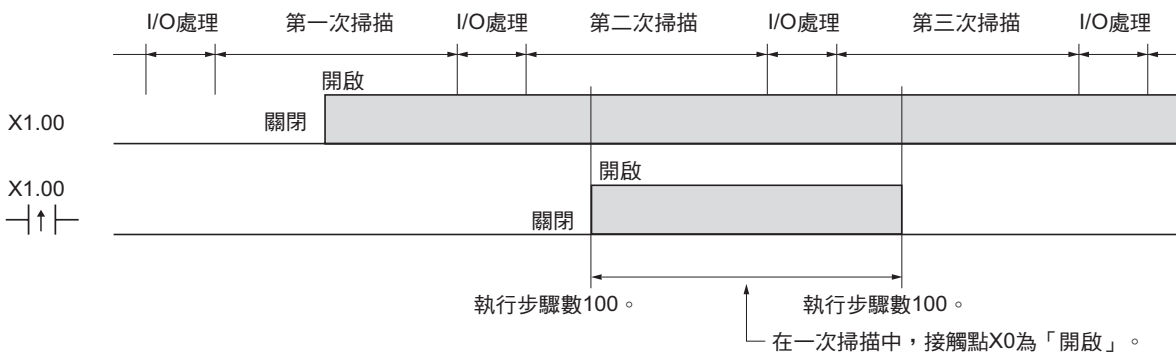 I/O處理 第一次掃描 I/O處理 第二次掃描 I/O處理 第三次掃描 I/O處理
開啟
X1.00 關閉
X1.00 開啟
關閉
執行步驟數100。 執行步驟數100。
在一次掃描中，接觸點X0為「開啟」。